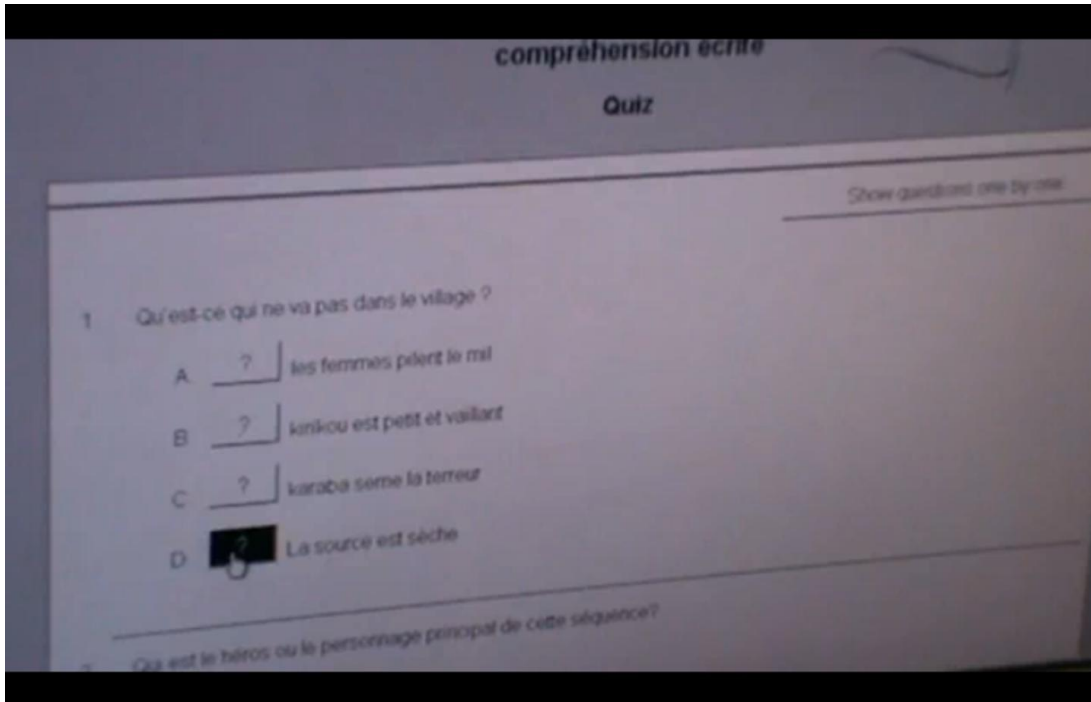 compréhension écrite
Quiz
Show questions one by one
1 Qu'est-ce qui ne va pas dans le village ?
A ? les femmes pilent le mil
B ? kirikou est petit et vaillant
C ? karaba seme la terreur
D ? La source est sèche
2 Qui est le héros ou le personnage principal de cette séquence?